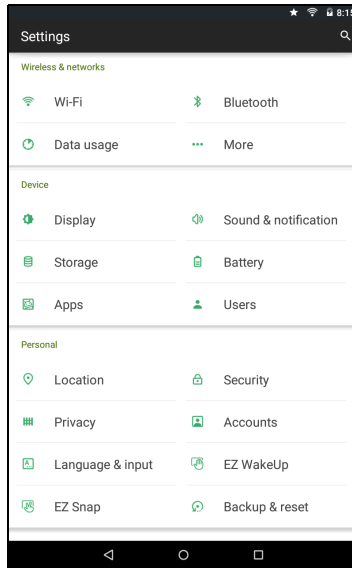 8:15
Settings
Wireless & networks
Wi-Fi Bluetooth
Data usage More
Device
Display Sound & notification
Storage Battery
Apps Users
Personal
Location Security
Privacy Accounts
Language & input EZ WakeUp
EZ Snap Backup & reset